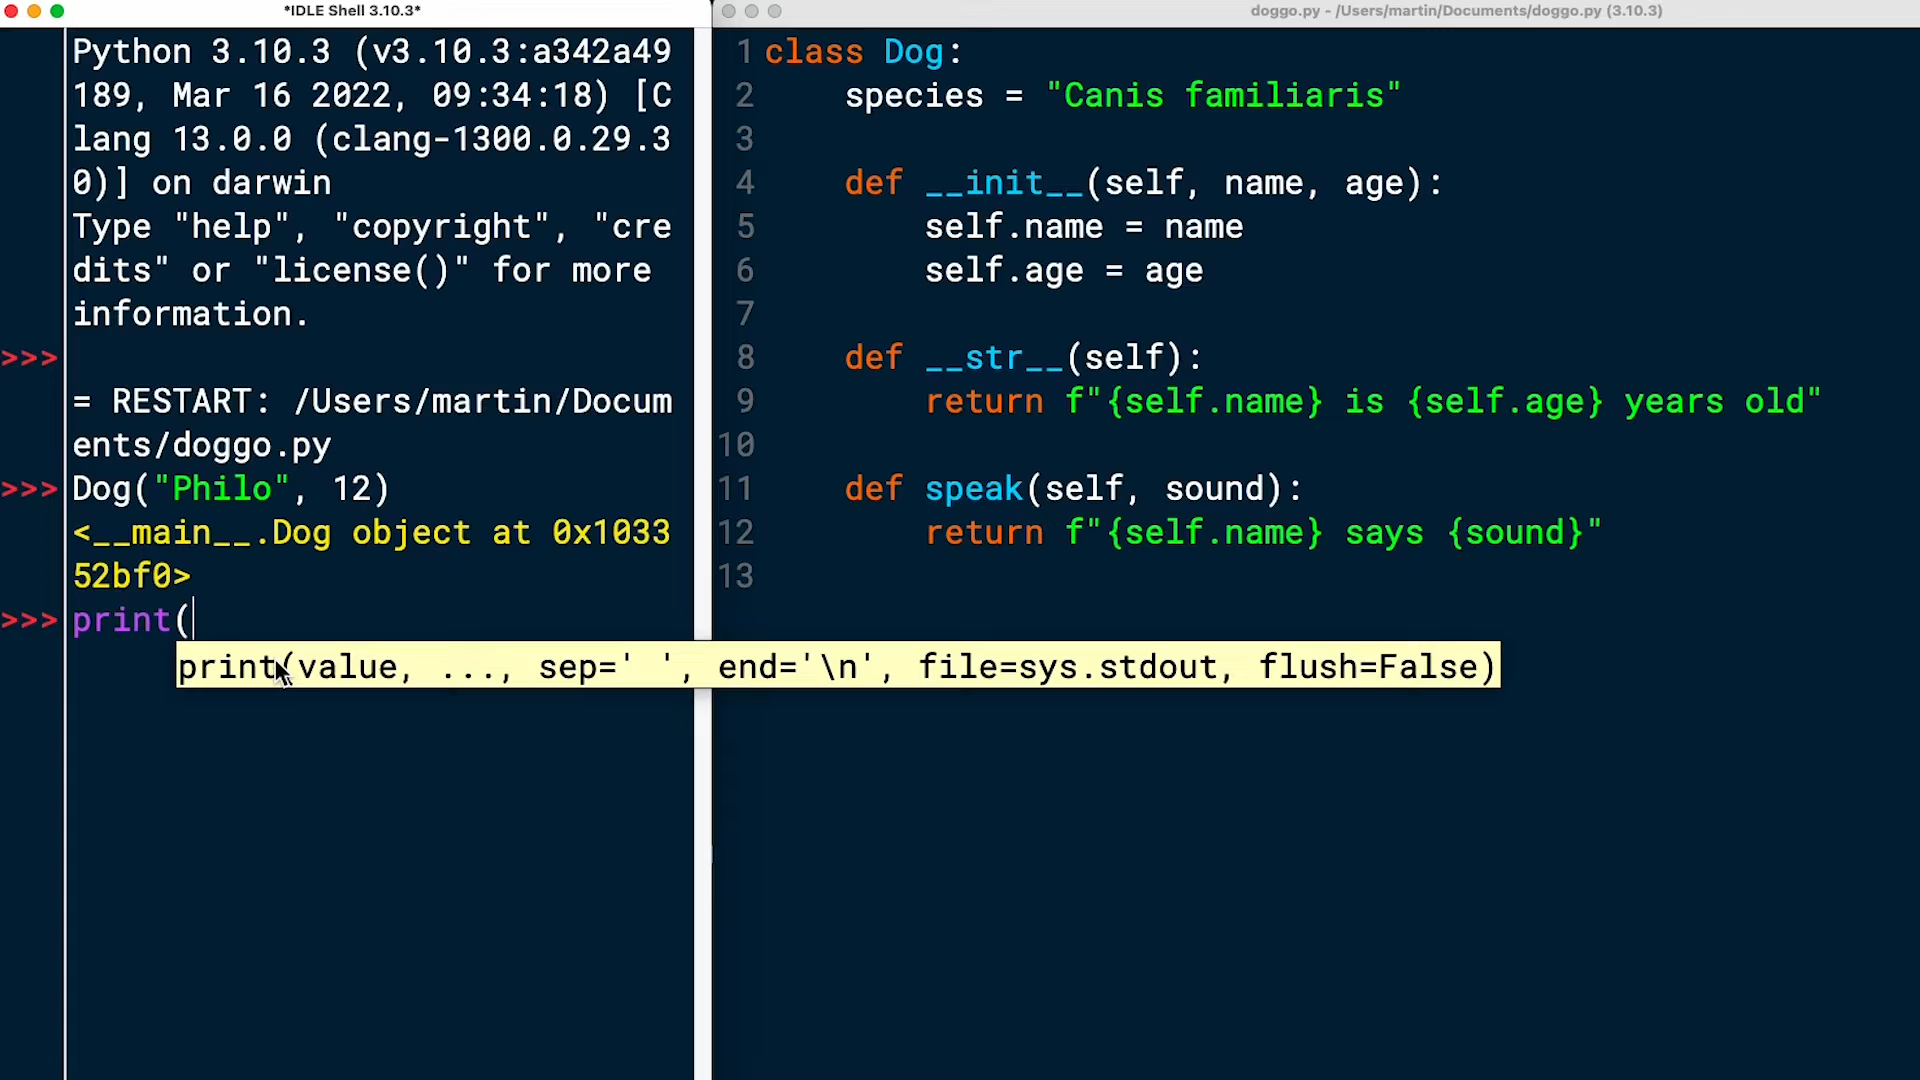 *IDLE Shell 3.10.3*
Python 3.10.3 (v3.10.3:a342a49
189, Mar 16 2022, 09:34:18) [C
lang 13.0.0 (clang-1300.0.29.3
0)] on darwin
Type "help", "copyright", "cre
dits" or "license()" for more
information.
>>>
= RESTART: /Users/martin/Docum
ents/doggo.py
>>> Dog("Philo", 12)
<__main__.Dog object at 0x1033
52bf0>
>>> print(
print(value, ..., sep=' ', end='\n', file=sys.stdout, flush=False)
doggo.py - /Users/martin/Documents/doggo.py (3.10.3)
1 class Dog:
2     species = "Canis familiaris"
3
4     def __init__(self, name, age):
5         self.name = name
6         self.age = age
7
8     def __str__(self):
9         return f"{self.name} is {self.age} years old"
10
11     def speak(self, sound):
12         return f"{self.name} says {sound}"
13